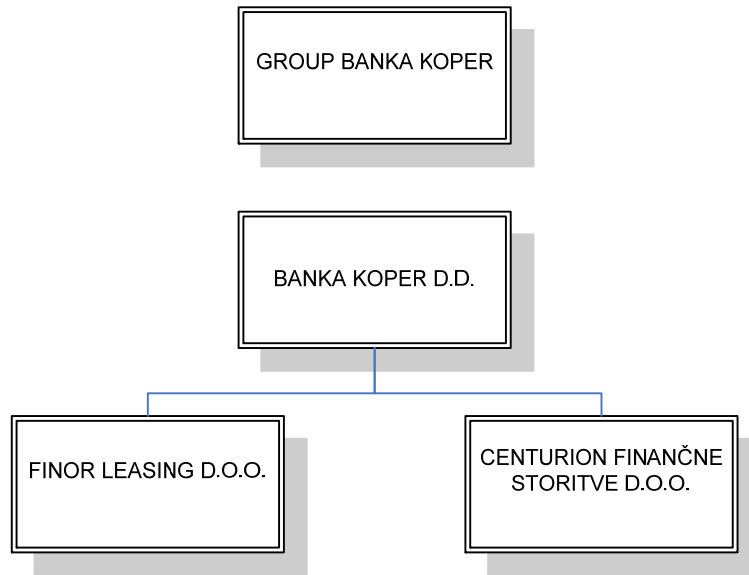 GROUP BANKA KOPER
BANKA KOPER D.D.
FINOR LEASING D.O.O.
CENTURION FINANČNE
STORITVE D.O.O.